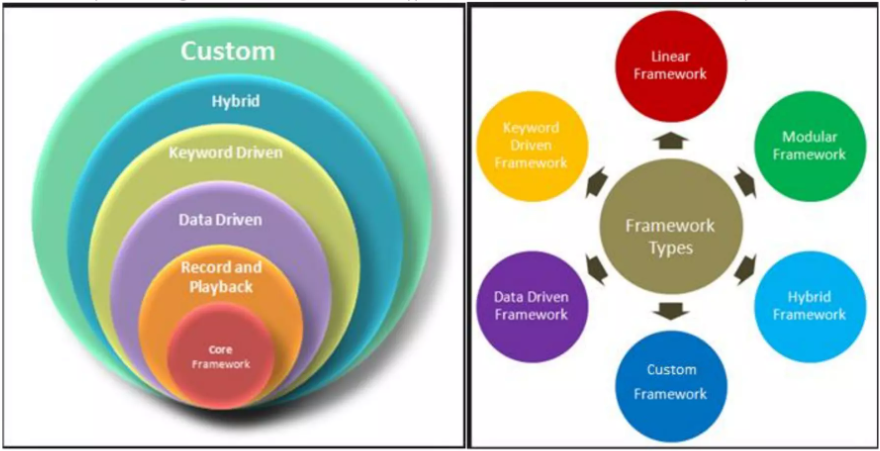 Custom
Hybrid
Keyword Driven
Data Driven
Record and
Playback
Core
Framework
Linear
Framework
Keyword
Driven
Framework
Modular
Framework
Framework
Types
Data Driven
Framework
Hybrid
Framework
Custom
Framework